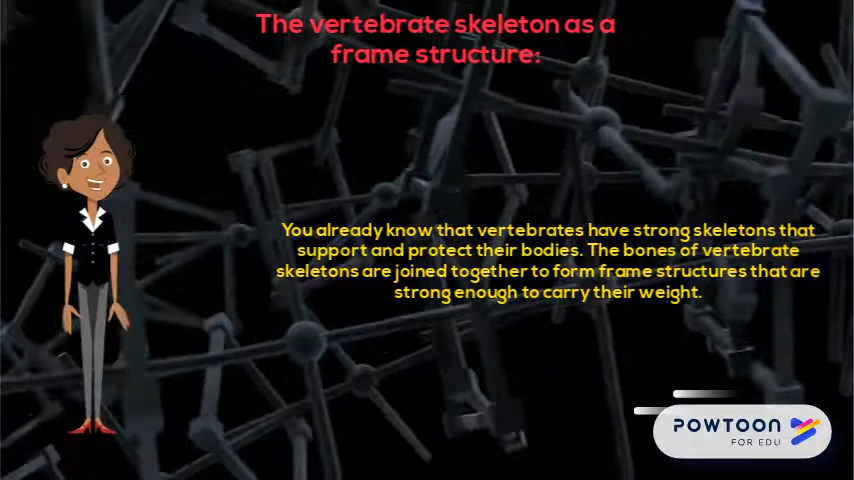 The vertebrate skeleton as a
frame structure:
You already know that vertebrates have strong skeletons that
support and protect their bodies. The bones of vertebrate
skeletons are joined together to form frame structures that are
strong enough to carry their weight.
POWTOON
FOR EDU